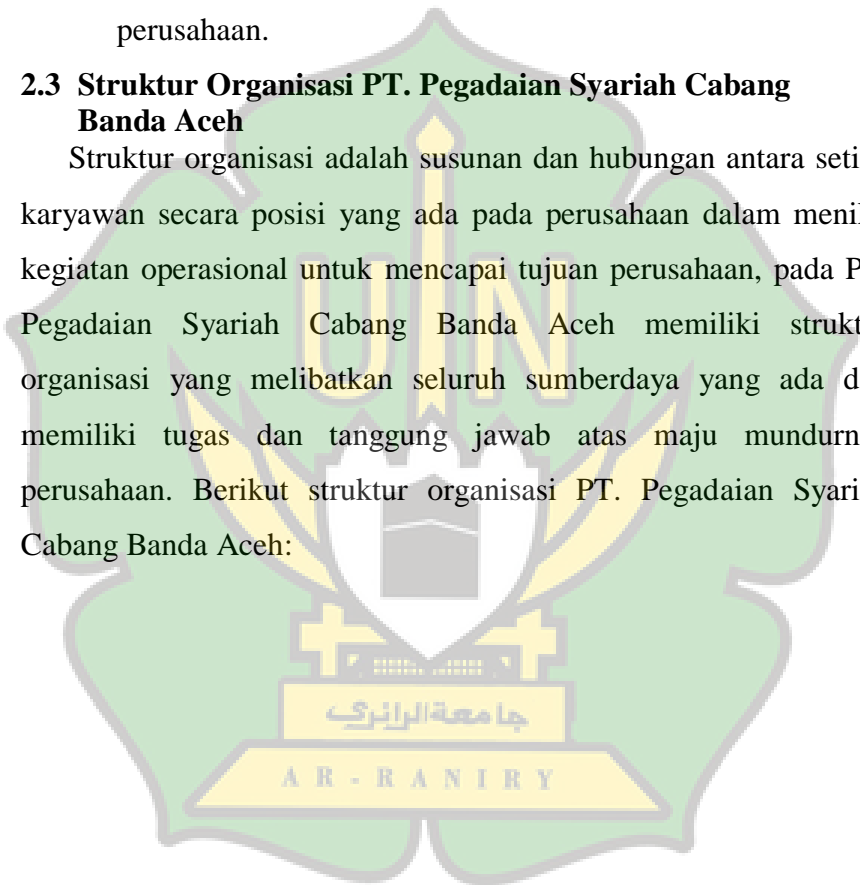 perusahaan.
2.3 Struktur Organisasi PT. Pegadaian Syariah Cabang
Banda Aceh
Struktur organisasi adalah susunan dan hubungan antara seti
karyawan secara posisi yang ada pada perusahaan dalam menil
kegiatan operasional untuk mencapai tujuan perusahaan, pada P
Pegadaian Syariah Cabang Banda Aceh memiliki strukt
organisasi yang melibatkan seluruh sumberdaya yang ada d
memiliki tugas dan tanggung jawab atas maju mundurn
perusahaan. Berikut struktur organisasi PT. Pegadaian Syari
Cabang Banda Aceh:
UIN
جامعة الرانري
AR-RANIRY